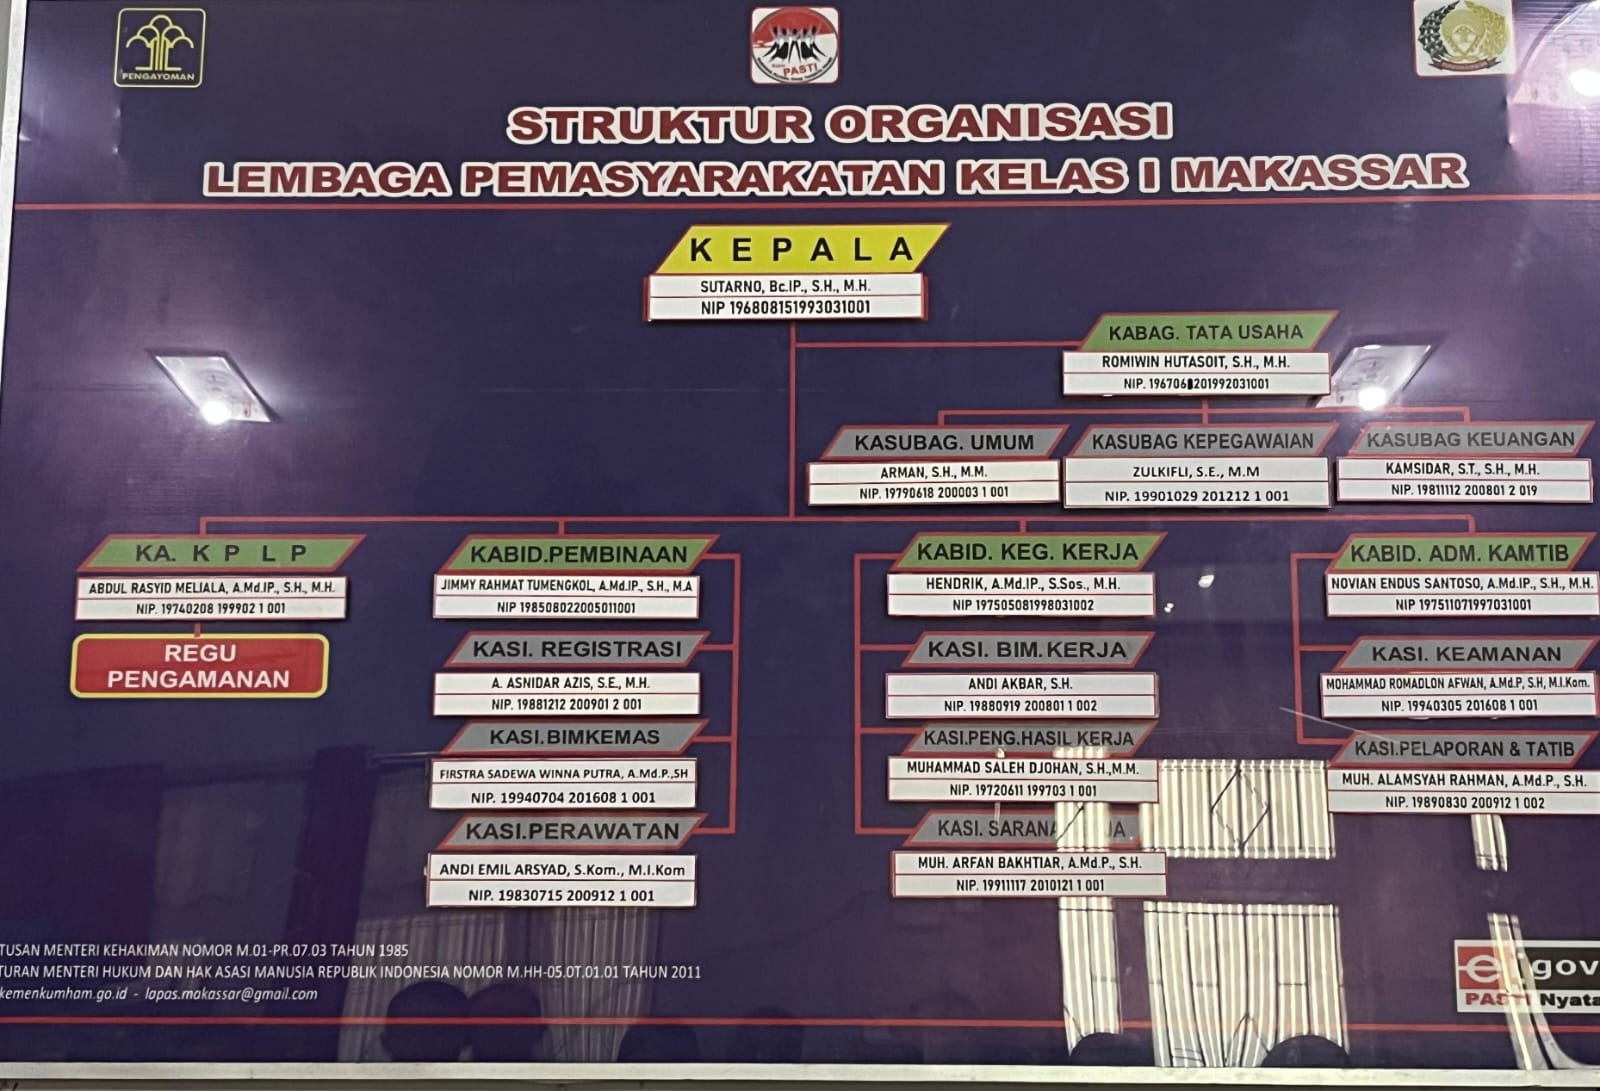 PENGAYOMAN
PASTI
STRUKTUR ORGANISASI
LEMBAGA PEMASYARAKATAN KELAS I MAKASSAR
K E P A L A
SUTARNO, Bc.IP., S.H., M.H.
NIP 196808151993031001
KABAG. TATA USAHA
ROMIWIN HUTASOIT, S.H., M.H.
NIP.
KASUBAG. UMUM
ARMAN, S.H., M.M.
NIP. 19790618 200003 1 001
KASUBAG KEPEGAWAIAN
ZULKIFLI, S.E., M.M
NIP. 19901029 201212 1 001
KASUBAG KEUANGAN
KAMSIDAR, S.T., S.H., M.H.
NIP. 19811112 200801 2 019
KA. K P L P
ABDUL RASYID MELIALA, A.Md.IP., S.H., M.H.
NIP. 19740208 199902 1 001
REGU
PENGAMANAN
KABID.PEMBINAAN
JIMMY RAHMAT TUMENGKOL, A.Md.IP., S.H., M.A
NIP 198508022005011001
KASI. REGISTRASI
A. ASNIDAR AZIS, S.E., M.H.
NIP. 19881212 200901 2 001
KASI.BIMKEMAS
FIRSTRA SADEWA WINNA PUTRA, A.Md.P.,SH
NIP. 19940704 201608 1 001
KASI.PERAWATAN
ANDI EMIL ARSYAD, S.Kom., M.I.Kom
NIP. 19830715 200912 1 001
KABID. KEG. KERJA
HENDRIK, A.Md.IP., S.Sos., M.H.
NIP 197505081998031002
KASI. BIM.KERJA
ANDI AKBAR, S.H.
NIP. 19880919 200801 1 002
KASI.PENG.HASIL KERJA
MUHAMMAD SALEH DJOHAN, S.H.,M.M.
NIP. 19720611 199703 1 001
KASI. SARANA
MUH. ARFAN BAKHTIAR, A.Md.P., S.H.
NIP. 19911117 2010121 1 001
KABID. ADM. KAMTIB
NOVIAN ENDUS SANTOSO, A.Md.IP., S.H., M.H.
NIP 197511071997031001
KASI. KEAMANAN
MOHAMMAD ROMADLON AFWAN, A.Md.P, S.H, M.I.Kom.
NIP. 19940305 201608 1 001
KASI.PELAPORAN & TATIB
MUH. ALAMSYAH RAHMAN, A.Md.P., S.H.
NIP. 19890830 200912 1 002
TUSAN MENTERI KEHAKIMAN NOMOR M.01-PR.07.03 TAHUN 1985
TURAN MENTERI HUKUM DAN HAK ASASI MANUSIA REPUBLIK INDONESIA NOMOR M.HH-05.OT.01.01 TAHUN 2011
kemenkumham.go.id - lapas.makassar@gmail.com
e gov
PASTI Nyata